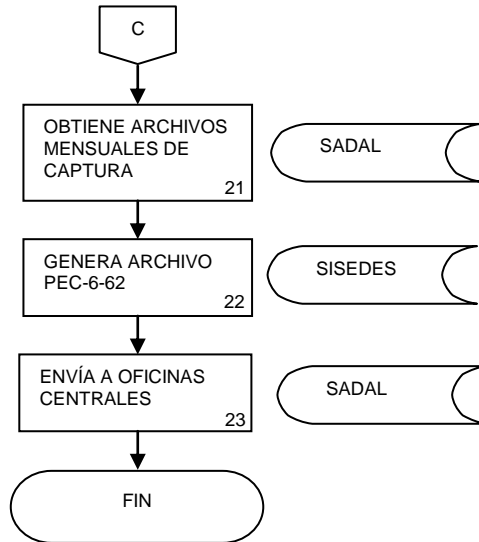 C
OBTIENE ARCHIVOS
MENSUALES DE
CAPTURA
21
SADAL
GENERA ARCHIVO
PEC-6-62
22
SISEDES
ENVÍA A OFICINAS
CENTRALES
23
SADAL
FIN